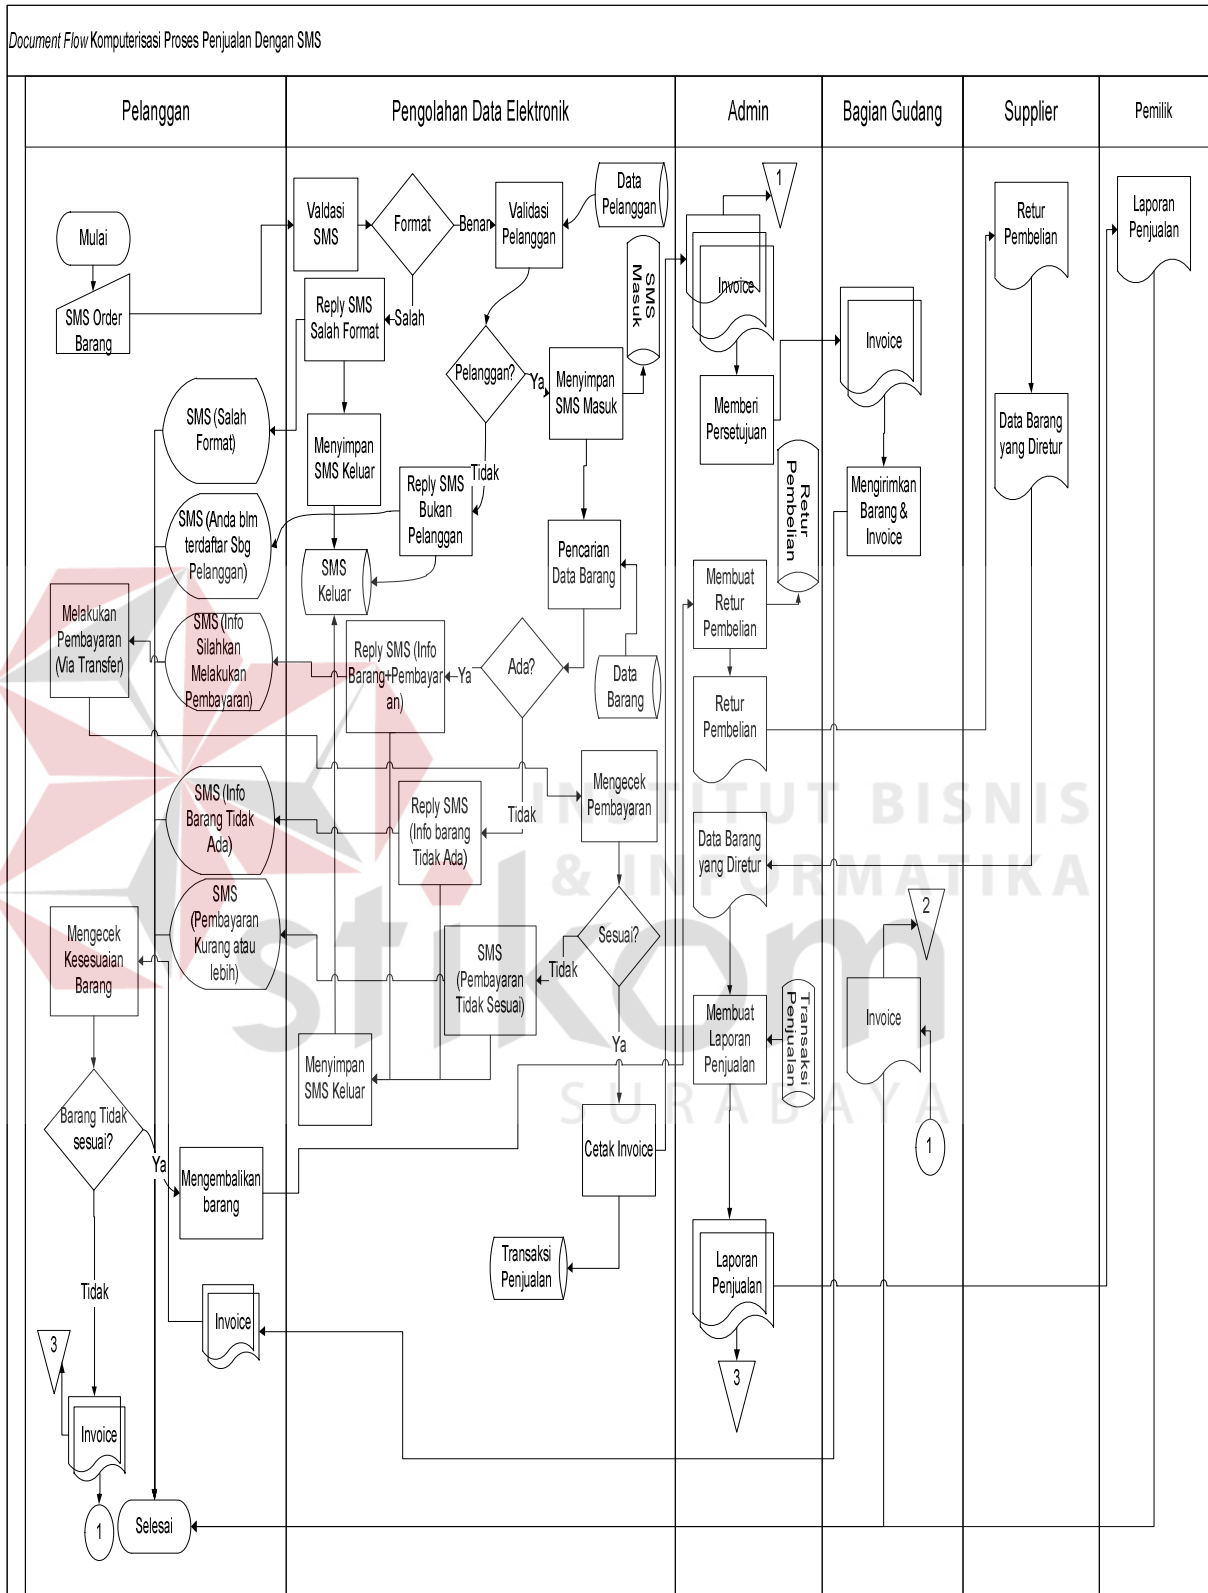 Document Flow Komputerisasi Proses Penjualan Dengan SMS
Pelanggan
Pengolahan Data Elektronik
Admin
Bagian Gudang
Supplier
Pemilik
Mulai
SMS Order
Barang
SMS (Salah
Format)
SMS (Anda blm
terdaftar Sbg
Pelanggan)
Melakukan
Pembayaran
(Via Transfer)
SMS (Info
Silahkan
Melakukan
Pembayaran)
SMS (Info
Barang Tidak
Ada)
SMS
(Pembayaran
Kurang atau
lebih)
Mengecek
Kesesuaian
Barang
Barang Tidak
sesuai?
Ya
Mengembalikan
barang
Tidak
Invoice
3
Invoice
1
Selesai
Valdasi
SMS
Format
Benar
Validasi
Pelanggan
Data
Pelanggan
SMS
Masuk
Salah
Reply SMS
Salah Format
Pelanggan?
Ya
Menyimpan
SMS Masuk
Menyimpan
SMS Keluar
Tidak
Reply SMS
Bukan
Pelanggan
SMS
Keluar
Pencarian
Data Barang
Data
Barang
Ada?
Ya
Reply SMS (Info
Barang+Pembayar
an)
Tidak
Reply SMS
(Info barang
Tidak Ada)
Mengecek
Pembayaran
Sesuai?
Tidak
SMS
(Pembayaran
Tidak Sesuai)
Ya
Menyimpan
SMS Keluar
Cetak Invoice
Transaksi
Penjualan
1
Invoice
Memberi
Persetujuan
Retur
Pembelian
Membuat
Retur
Pembelian
Retur
Pembelian
Data Barang
yang Diretur
Membuat
Laporan
Penjualan
Transaksi
Penjualan
Laporan
Penjualan
3
Invoice
Mengirimkan
Barang &
Invoice
2
Invoice
1
Retur
Pembelian
Data Barang
yang Diretur
Laporan
Penjualan
INSTITUT BISNIS
& INFORMATIKA
stikom
SURABAYA